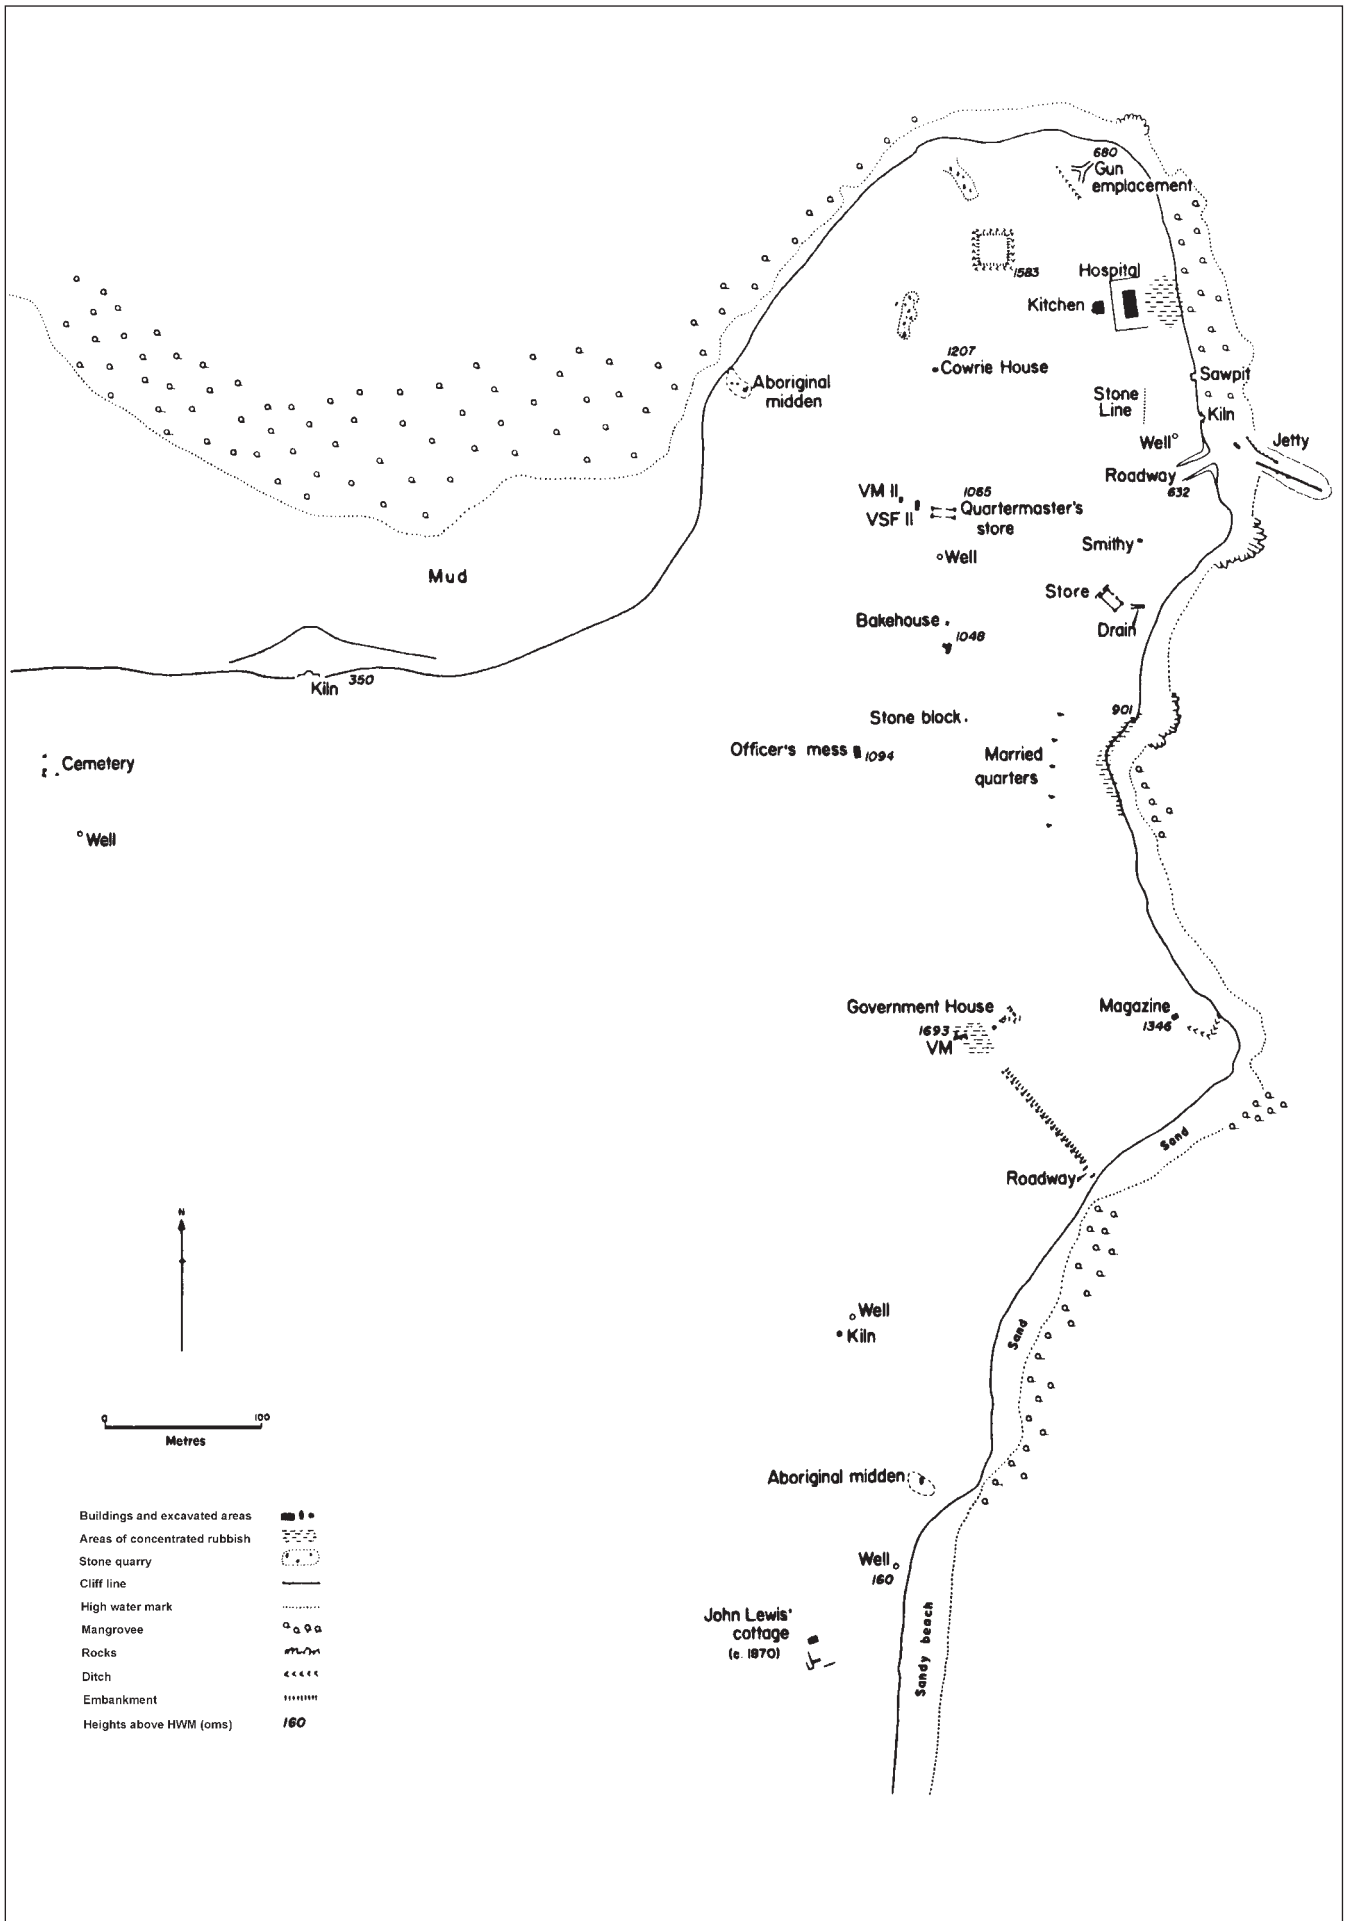 680
Gun
emplacement
1583
Hospital
Kitchen
1207
Cowrie House
Aboriginal
midden
Sawpit
Stone
Line
Kiln
Well
Jetty
Roadway
632
VM II
1065
VSF II
Quartermaster's
store
Well
Smithy
Mud
Store
Bakehouse
1048
Drain
Kiln 350
Stone block
901
Officer's mess
1094
Married
quarters
Cemetery
Well
Government House
1693
VM
Magazine
1346
Sand
Roadway
N
Well
Kiln
Sand
0 100
Metres
Aboriginal midden
Well
160
John Lewis'
cottage
(c. 1870)
Sandy beach
Buildings and excavated areas
Areas of concentrated rubbish
Stone quarry
Cliff line
High water mark
Mangrovee
Rocks
Ditch
Embankment
Heights above HWM (oms) 160